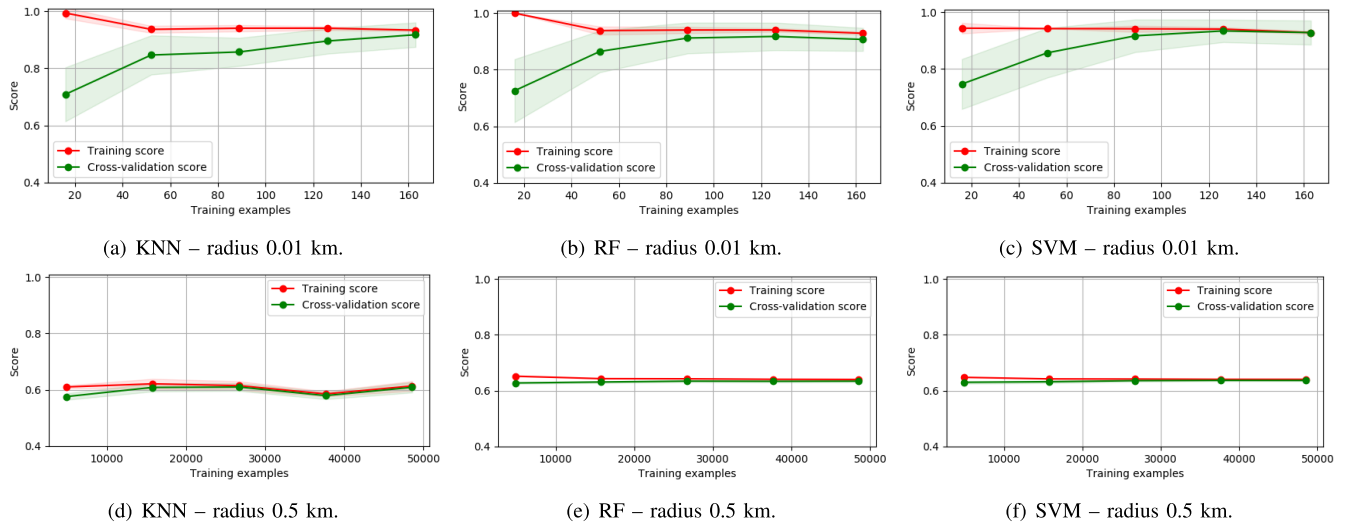 1.0
0.8
0.6
0.4
Score
Training score
Cross-validation score
20 40 60 80 100 120 140 160
Training examples
(a) KNN – radius 0.01 km.
1.0
0.8
0.6
0.4
Score
Training score
Cross-validation score
20 40 60 80 100 120 140 160
Training examples
(b) RF – radius 0.01 km.
1.0
0.8
0.6
0.4
Score
Training score
Cross-validation score
20 40 60 80 100 120 140 160
Training examples
(c) SVM – radius 0.01 km.
1.0
0.8
0.6
0.4
Score
Training score
Cross-validation score
10000 20000 30000 40000 50000
Training examples
(d) KNN – radius 0.5 km.
1.0
0.8
0.6
0.4
Score
Training score
Cross-validation score
10000 20000 30000 40000 50000
Training examples
(e) RF – radius 0.5 km.
1.0
0.8
0.6
0.4
Score
Training score
Cross-validation score
10000 20000 30000 40000 50000
Training examples
(f) SVM – radius 0.5 km.